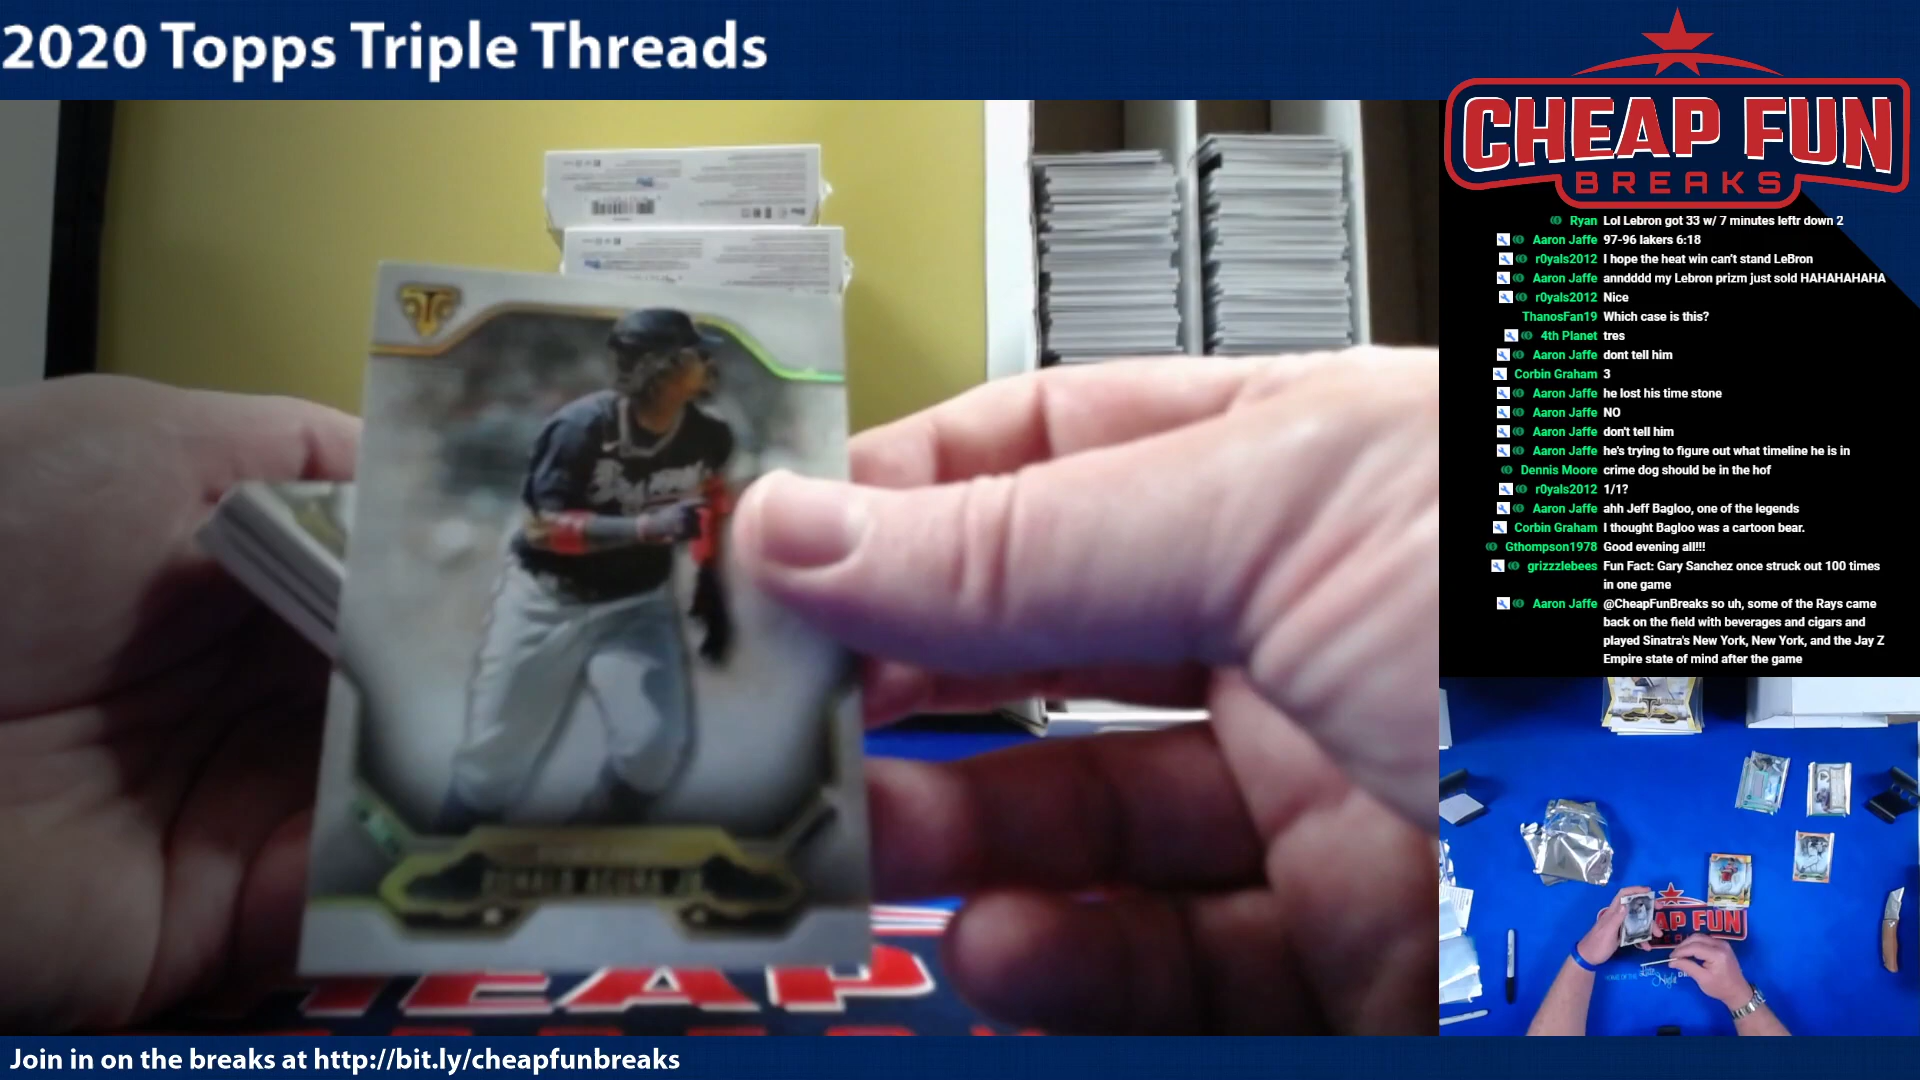 2020 Topps Triple Threads
CHEAP FUN
BREAKS
Ryan Lol Lebron got 33 w/ 7 minutes leftr down 2
Aaron Jaffe 97-96 lakers 6:18
r0yals2012 I hope the heat win can't stand LeBron
Aaron Jaffe anndddd my Lebron prizm just sold HAHAHAHAHA
r0yals2012 Nice
ThanosFan19 Which case is this?
4th Planet tres
Aaron Jaffe dont tell him
Corbin Graham 3
Aaron Jaffe he lost his time stone
Aaron Jaffe NO
Aaron Jaffe don't tell him
Aaron Jaffe he's trying to figure out what timeline he is in
Dennis Moore crime dog should be in the hof
r0yals2012 1/1?
Aaron Jaffe ahh Jeff Bagloo, one of the legends
Corbin Graham I thought Bagloo was a cartoon bear.
Gthompson1978 Good evening all!!!
grizzzlebees Fun Fact: Gary Sanchez once struck out 100 times
in one game
Aaron Jaffe @CheapFunBreaks so uh, some of the Rays came
back on the field with beverages and cigars and
played Sinatra's New York, New York, and the Jay Z
Empire state of mind after the game
RONALD ACUÑA JR.
EAP
AP FUN
Join in on the breaks at http://bit.ly/cheapfunbreaks